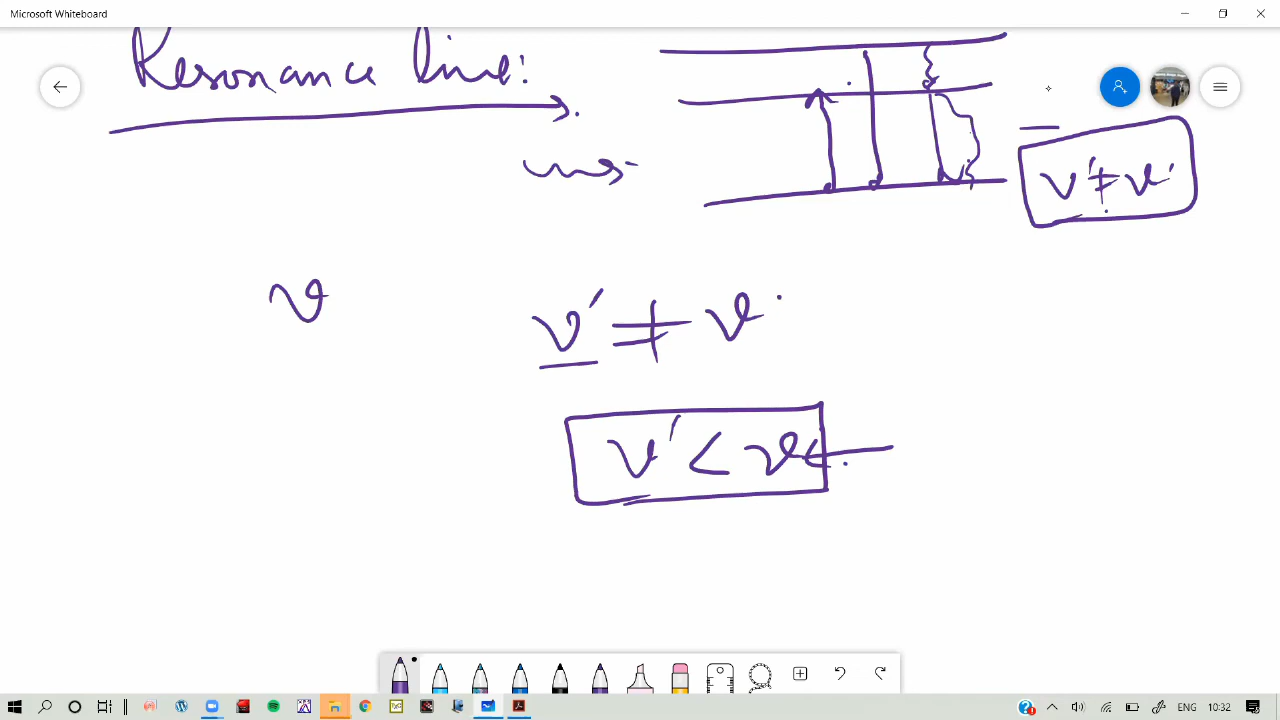 Microsoft Whiteboard
Resonance line:
ν' ≠ ν
ν
ν' ≠ ν
ν' < ν
ENG
10:32